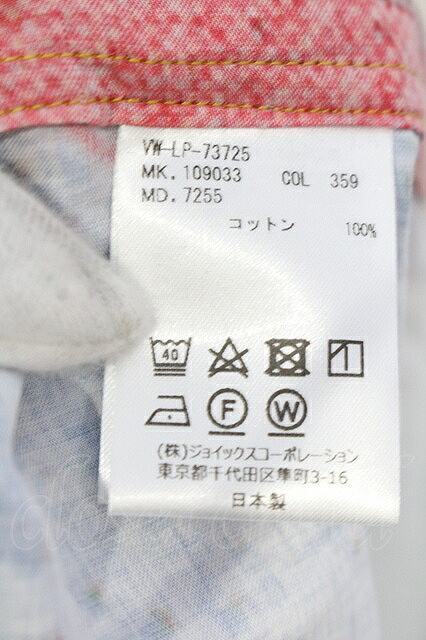 VW-LP-73725
MK.109033 COL 359
MD.7255
コットン 100%
40
F W
(株)ジョイックスコーポレーション
東京都千代田区隼町3-16
日本製